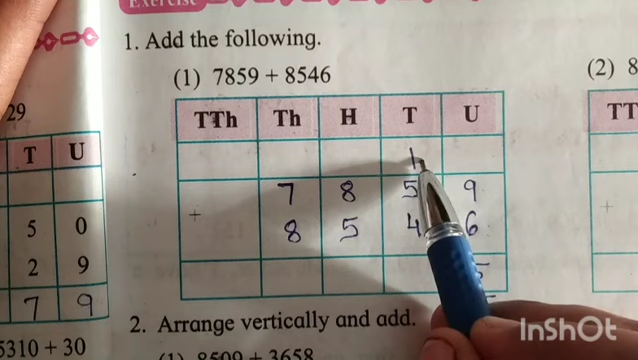 Exercise
1. Add the following.
(1) 7859 + 8546
(2) 8
29
TTh Th H T U
TT
T U
1
7 8 5 9
+ 8 5 4 6
+
5 0
2 9
5
7 9
5310 + 30
2. Arrange vertically and add.
(1) 8509 + 3658
InShOt